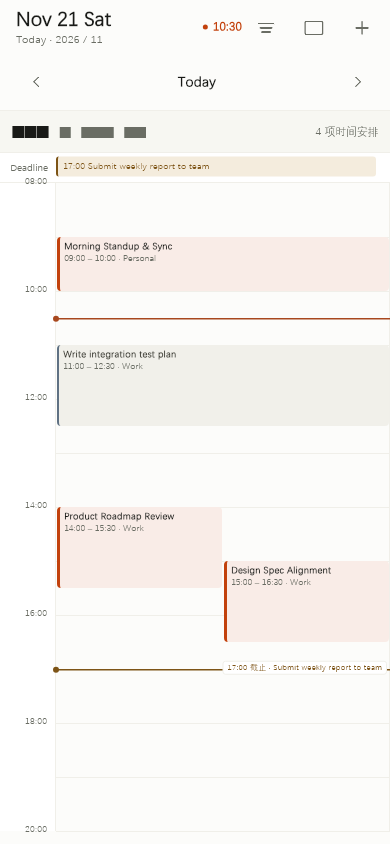 Nov 21 Sat
Today · 2026 / 11
10:30
Today
4 项时间安排
Deadline
17:00 Submit weekly report to team
08:00
Morning Standup & Sync
09:00 – 10:00 · Personal
10:00
Write integration test plan
11:00 – 12:30 · Work
12:00
14:00
Product Roadmap Review
14:00 – 15:30 · Work
Design Spec Alignment
15:00 – 16:30 · Work
16:00
17:00 截止 · Submit weekly report to team
18:00
20:00